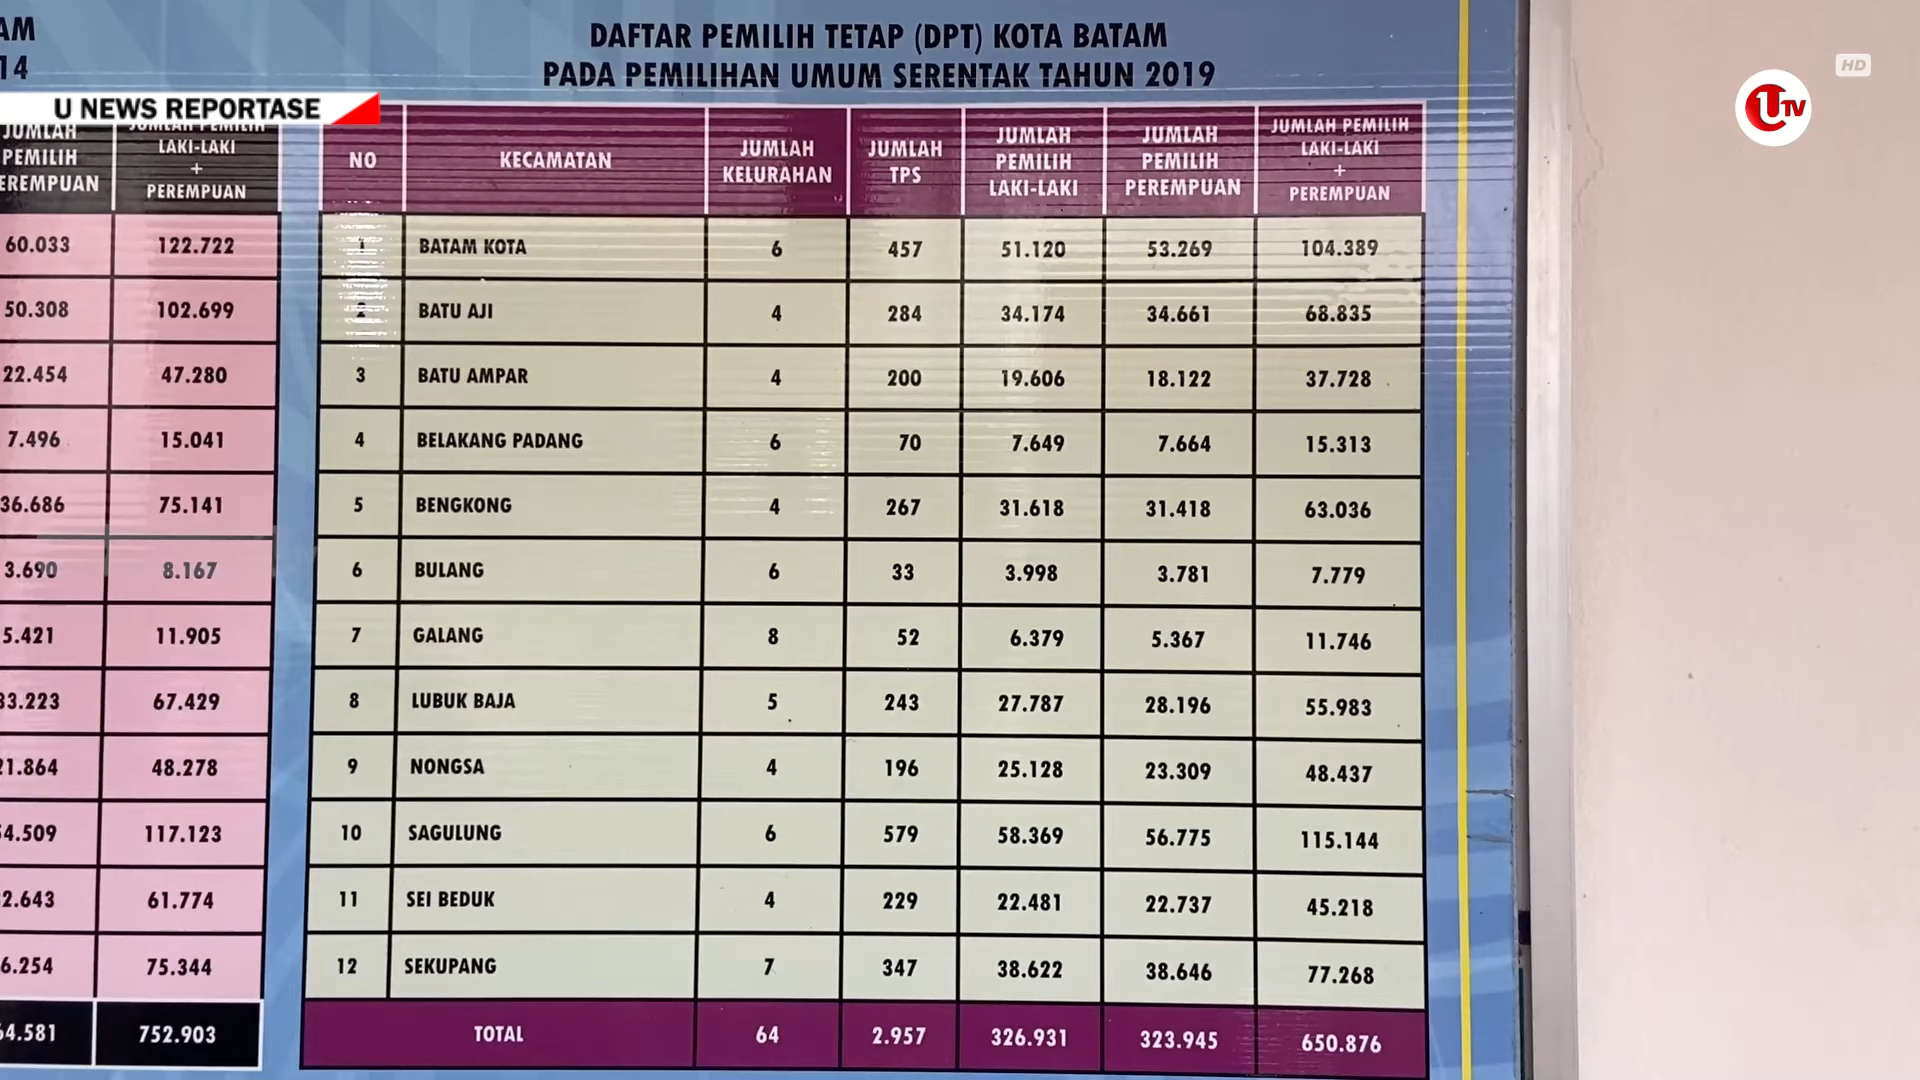 AM
14
U NEWS REPORTASE
HD
UTV
JUMLAH PEMILIH PEREMPUAN
JUMLAH PEMILIH LAKI-LAKI + PEREMPUAN
60.033 122.722
50.308 102.699
22.454 47.280
7.496 15.041
36.686 75.141
3.690 8.167
5.421 11.905
33.223 67.429
21.864 48.278
4.509 117.123
2.643 61.774
6.254 75.344
4.581 752.903
DAFTAR PEMILIH TETAP (DPT) KOTA BATAM
PADA PEMILIHAN UMUM SERENTAK TAHUN 2019
NO KECAMATAN JUMLAH KELURAHAN JUMLAH TPS JUMLAH PEMILIH LAKI-LAKI JUMLAH PEMILIH PEREMPUAN JUMLAH PEMILIH LAKI-LAKI + PEREMPUAN
1 BATAM KOTA 6 457 51.120 53.269 104.389
2 BATU AJI 4 284 34.174 34.661 68.835
3 BATU AMPAR 4 200 19.606 18.122 37.728
4 BELAKANG PADANG 6 70 7.649 7.664 15.313
5 BENGKONG 4 267 31.618 31.418 63.036
6 BULANG 6 33 3.998 3.781 7.779
7 GALANG 8 52 6.379 5.367 11.746
8 LUBUK BAJA 5 243 27.787 28.196 55.983
9 NONGSA 4 196 25.128 23.309 48.437
10 SAGULUNG 6 579 58.369 56.775 115.144
11 SEI BEDUK 4 229 22.481 22.737 45.218
12 SEKUPANG 7 347 38.622 38.646 77.268
TOTAL 64 2.957 326.931 323.945 650.876